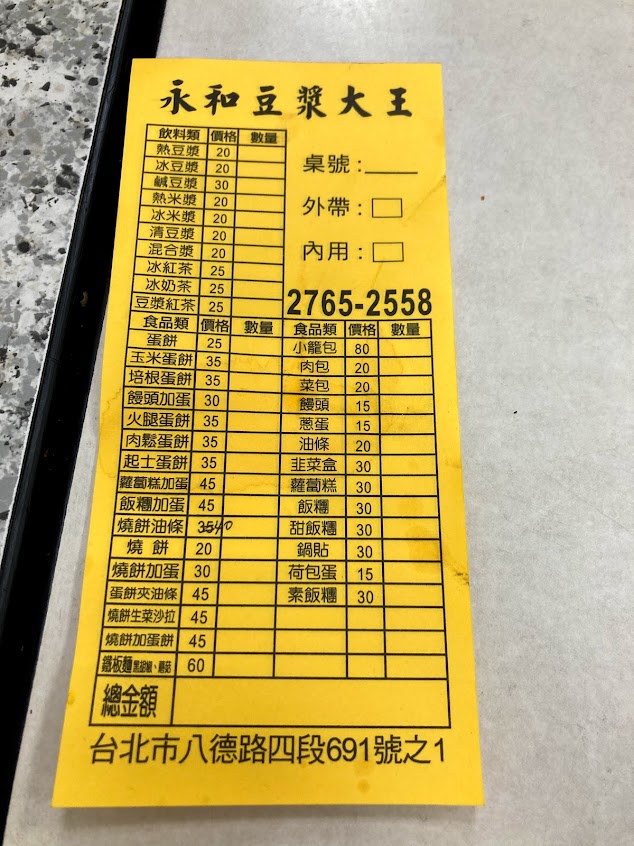 永和豆漿大王
飲料類 價格 數量
熱豆漿 20
冰豆漿 20
鹹豆漿 30
熱米漿 20
冰米漿 20
清豆漿 20
混合漿 20
冰紅茶 25
冰奶茶 25
豆漿紅茶 25
桌號:
外帶:
內用:
2765-2558
食品類 價格 數量 食品類 價格 數量
蛋餅 25 小籠包 80
玉米蛋餅 35 肉包 20
培根蛋餅 35 菜包 20
饅頭加蛋 30 饅頭 15
火腿蛋餅 35 蔥蛋 15
肉鬆蛋餅 35 油條 20
起士蛋餅 35 韭菜盒 30
蘿蔔糕加蛋 45 蘿蔔糕 30
飯糰加蛋 45 飯糰 30
燒餅油條 35 40 甜飯糰 30
燒餅 20 鍋貼 30
燒餅加蛋 30 荷包蛋 15
蛋餅夾油條 45 素飯糰 30
燒餅生菜沙拉 45
燒餅加蛋餅 45
鐵板麵 黑胡椒、蘑菇 60
總金額
台北市八德路四段691號之1